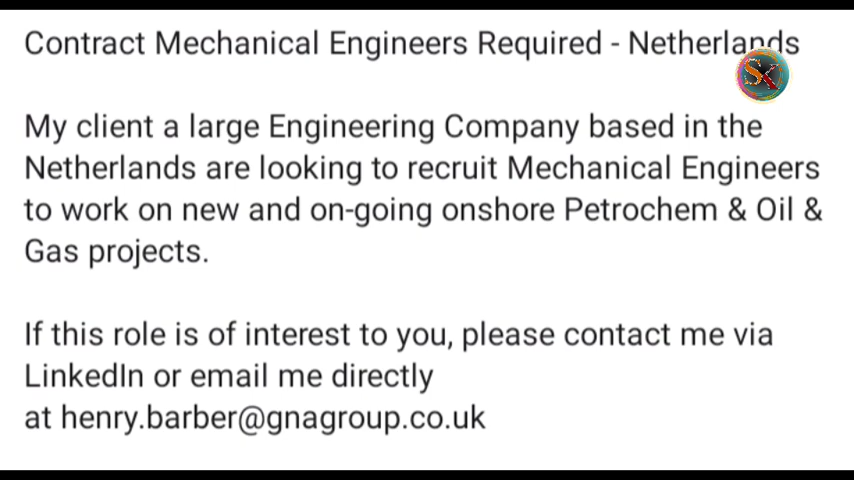 Contract Mechanical Engineers Required - Netherlands
SK
My client a large Engineering Company based in the
Netherlands are looking to recruit Mechanical Engineers
to work on new and on-going onshore Petrochem & Oil &
Gas projects.
If this role is of interest to you, please contact me via
LinkedIn or email me directly
at henry.barber@gnagroup.co.uk